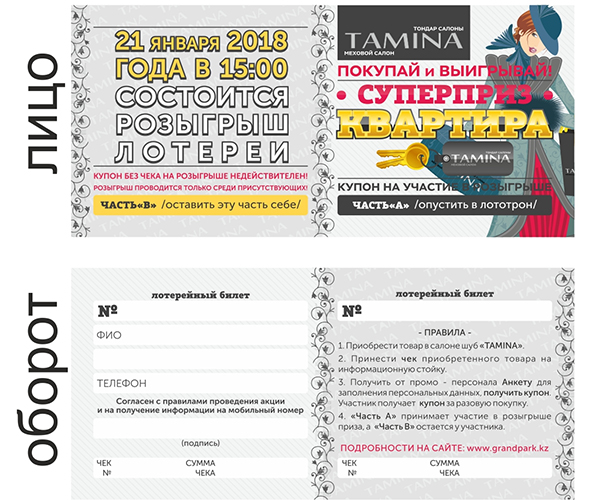 ЛИЦО
21 ЯНВАРЯ 2018
ГОДА В 15:00
СОСТОИТСЯ
РОЗЫГРЫШ
ЛОТЕРЕИ
КУПОН БЕЗ ЧЕКА НА РОЗЫГРЫШЕ НЕДЕЙСТВИТЕЛЕН!
РОЗЫГРЫШ ПРОВОДИТСЯ ТОЛЬКО СРЕДИ ПРИСУТСТВУЮЩИХ!
ЧАСТЬ«В» /оставить эту часть себе/
ТОНДАР САЛОНЫ
TAMINA
МЕХОВОЙ САЛОН
ПОКУПАЙ и ВЫИГРЫВАЙ!
• СУПЕРПРИЗ •
КВАРТИРА
TAMINA
КУПОН НА УЧАСТИЕ В РОЗЫГРЫШЕ
ЧАСТЬ«А» /опустить в лототрон/
оборот
лотерейный билет
№
ФИО
ТЕЛЕФОН
Согласен с правилами проведения акции
и на получение информации на мобильный номер
(подпись)
ЧЕК СУММА
№ ЧЕКА
лотерейный билет
№
- ПРАВИЛА -
1. Приобрести товар в салоне шуб «TAMINA».
2. Принести чек приобретенного товара на
информационную стойку.
3. Получить от промо - персонала Анкету для
заполнения персональных данных, получить купон.
Участник получает купон за разовую покупку.
4. «Часть А» принимает участие в розыгрыше
приза, а «Часть В» остается у участника.
ПОДРОБНОСТИ НА САЙТЕ: www.grandpark.kz
ЧЕК СУММА
№ ЧЕКА